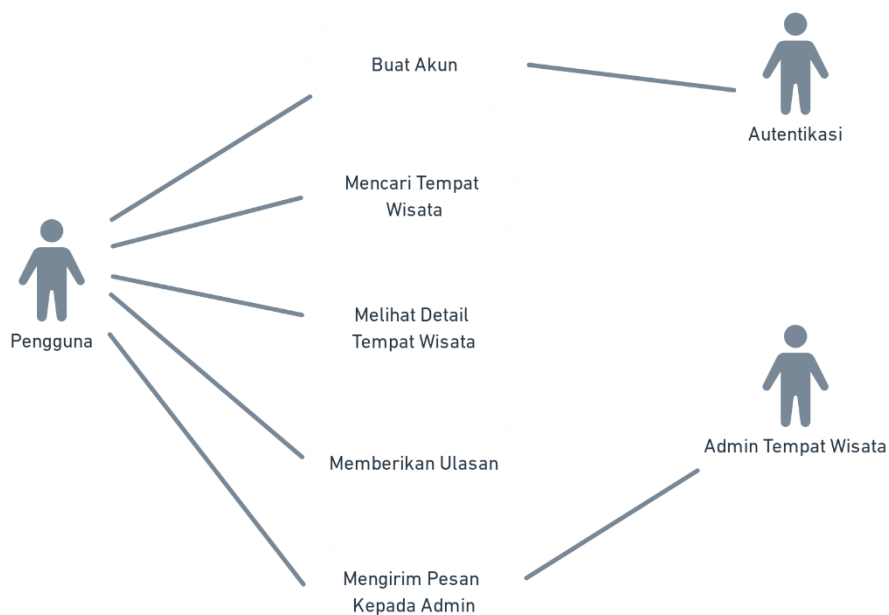 Buat Akun
Autentikasi
Mencari Tempat
Wisata
Pengguna
Melihat Detail
Tempat Wisata
Admin Tempat Wisata
Memberikan Ulasan
Mengirim Pesan
Kepada Admin